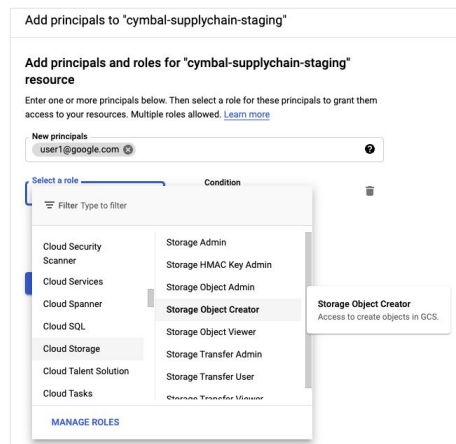 Add principals to "cymbal-supplychain-staging"
Add principals and roles for "cymbal-supplychain-staging"
resource
Enter one or more principals below. Then select a role for these principals to grant them
access to your resources. Multiple roles allowed. Learn more
New principals
user1@google.com
Select a role
Condition
Filter Type to filter
Cloud Security
Scanner
Cloud Services
Cloud Spanner
Cloud SQL
Cloud Storage
Cloud Talent Solution
Cloud Tasks
Storage Admin
Storage HMAC Key Admin
Storage Object Admin
Storage Object Creator
Storage Object Viewer
Storage Transfer Admin
Storage Transfer User
Storage Transfer Viewer
Storage Object Creator
Access to create objects in GCS.
MANAGE ROLES